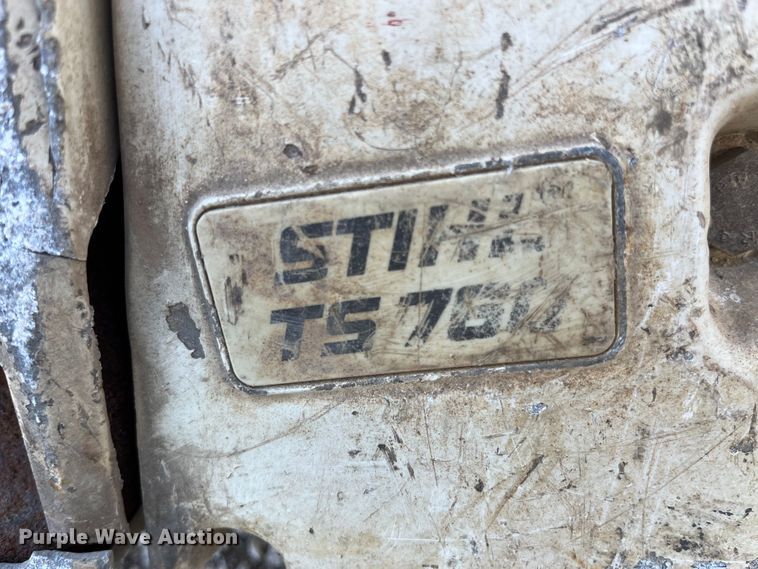 STIHL
TS 760
Purple Wave Auction